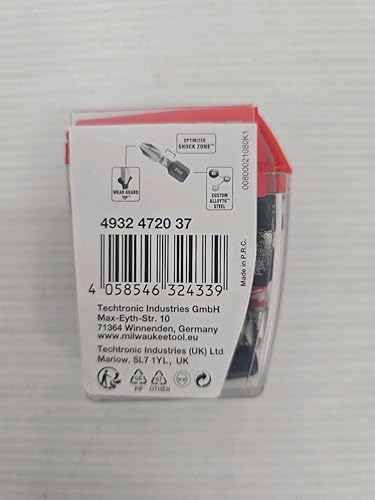 OPTIMIZED
SHOCK ZONE™
WEAR GUARD
TIP™
CUSTOM
ALLOY76™
STEEL
00800021080K1
4932 4720 37
Made in P.R.C.
4 058546 324339
Techtronic Industries GmbH
Max-Eyth-Str. 10
71364 Winnenden, Germany
www.milwaukeetool.eu
Techtronic Industries (UK) Ltd
Marlow, SL7 1YL, UK
PP
OTHER